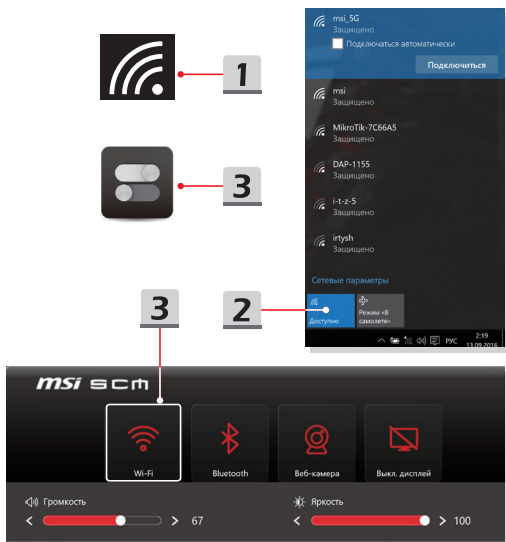 msi_5G
Защищено
Подключаться автоматически
Подключиться
1
msi
Защищено
MikroTik-7C66A5
Защищено
DAP-1155
Защищено
3
i-t-z-5
Защищено
irtysh
Защищено
Сетевые параметры
3
2
Доступно
Режим «В
самолете»
РУС
2:19
13.09.2016
msi SCM
Wi-Fi
Bluetooth
Веб-камера
Выкл. дисплей
Громкость
Яркость
< > 67
< > 100